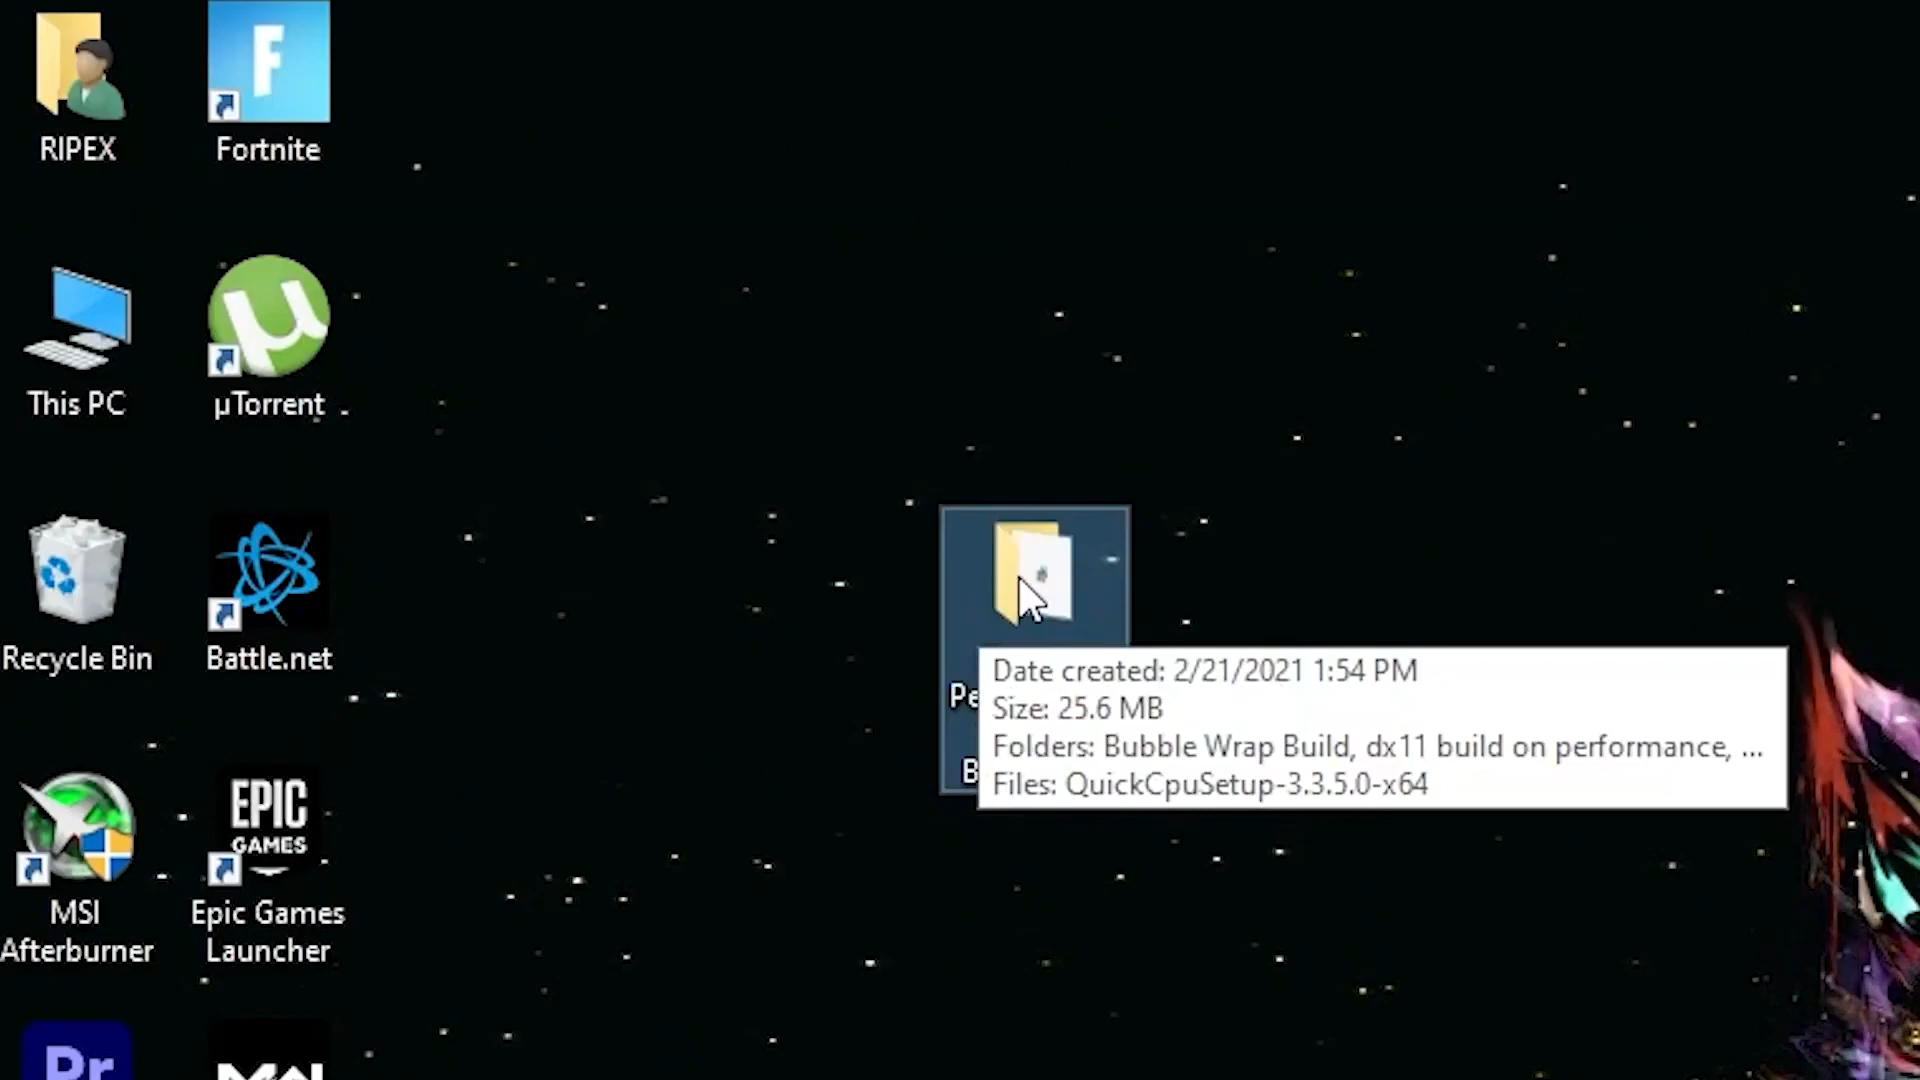 RIPEX
F
Fortnite
This PC
µ
µTorrent
Recycle Bin
Battle.net
MSI
Afterburner
EPIC
GAMES
Epic Games
Launcher
Pr
Date created: 2/21/2021 1:54 PM
Size: 25.6 MB
Folders: Bubble Wrap Build, dx11 build on performance, ...
Files: QuickCpuSetup-3.3.5.0-x64